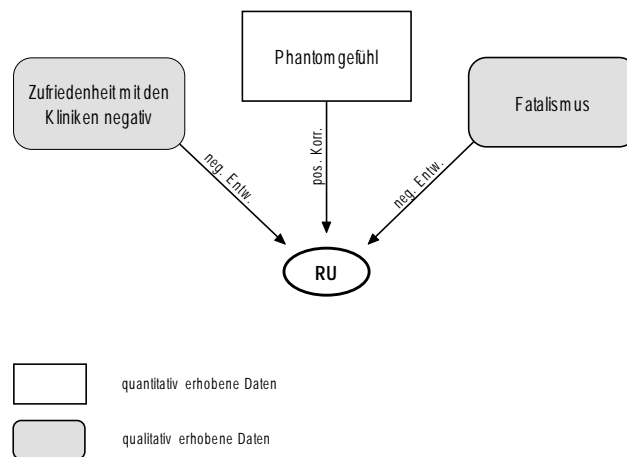 Phantomgefühl
Zufriedenheit mit den
Kliniken negativ
Fatalismus
neg. Entw.
pos. Korr.
neg. Entw.
RU
quantitativ erhobene Daten
qualitativ erhobene Daten